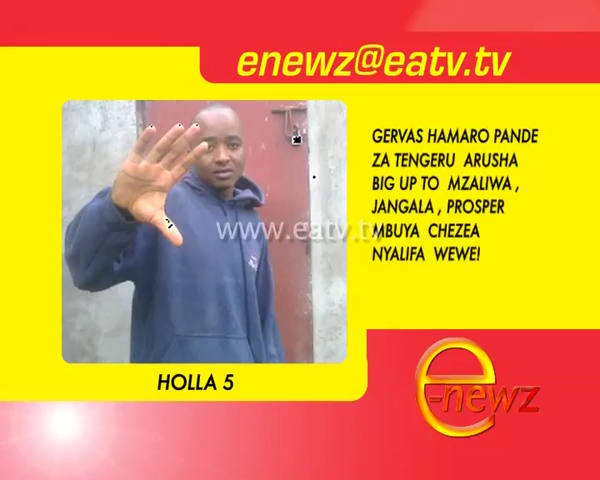 enewz@eatv.tv
GERVAS HAMARO PANDE
ZA TENGERU ARUSHA
BIG UP TO MZALIWA ,
JANGALA , PROSPER
MBUYA CHEZEA
NYALIFA WEWE!
www.eatv.tv
HOLLA 5
e-newz